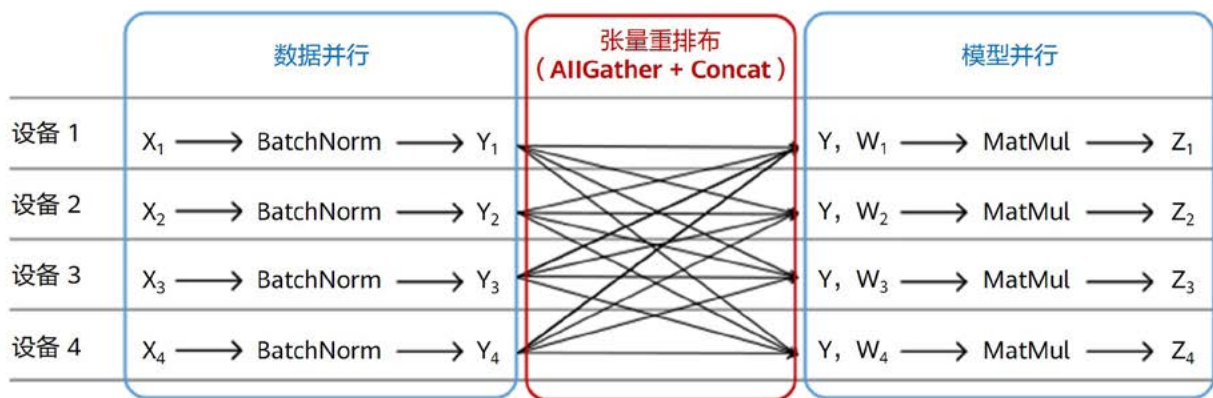 数据并行
张量重排布
（AllGather + Concat）
模型并行
设备 1 X₁ BatchNorm Y₁ Y，W₁ MatMul Z₁
设备 2 X₂ BatchNorm Y₂ Y，W₂ MatMul Z₂
设备 3 X₃ BatchNorm Y₃ Y，W₃ MatMul Z₃
设备 4 X₄ BatchNorm Y₄ Y，W₄ MatMul Z₄